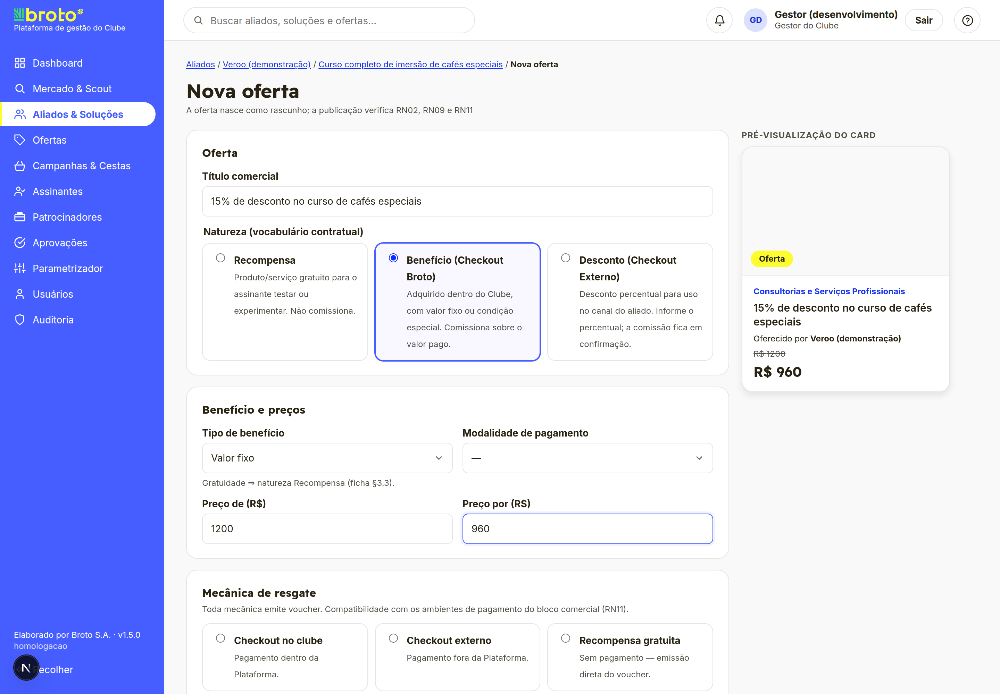 broto
Plataforma de gestão do Clube
Dashboard
Mercado & Scout
Aliados & Soluções
Ofertas
Campanhas & Cestas
Assinantes
Patrocinadores
Aprovações
Parametrizador
Usuários
Auditoria
Elaborado por Broto S.A. · v1.5.0
homologacao
N
Recolher
Buscar aliados, soluções e ofertas...
GD
Gestor (desenvolvimento)
Gestor do Clube
Sair
Aliados / Veroo (demonstração) / Curso completo de imersão de cafés especiais / Nova oferta
Nova oferta
A oferta nasce como rascunho; a publicação verifica RN02, RN09 e RN11
Oferta
Título comercial
15% de desconto no curso de cafés especiais
Natureza (vocabulário contratual)
Recompensa
Produto/serviço gratuito para o
assinante testar ou
experimentar. Não comissiona.
Benefício (Checkout
Broto)
Adquirido dentro do Clube,
com valor fixo ou condição
especial. Comissiona sobre o
valor pago.
Desconto (Checkout
Externo)
Desconto percentual para uso
no canal do aliado. Informe o
percentual; a comissão fica em
confirmação.
Benefício e preços
Tipo de benefício
Valor fixo
Gratuidade ⇒ natureza Recompensa (ficha §3.3).
Modalidade de pagamento
—
Preço de (R$)
1200
Preço por (R$)
960
Mecânica de resgate
Toda mecânica emite voucher. Compatibilidade com os ambientes de pagamento do bloco comercial (RN11).
Checkout no clube
Pagamento dentro da
Plataforma.
Checkout externo
Pagamento fora da Plataforma.
Recompensa gratuita
Sem pagamento — emissão
direta do voucher.
PRÉ-VISUALIZAÇÃO DO CARD
Oferta
Consultorias e Serviços Profissionais
15% de desconto no curso de cafés
especiais
Oferecido por Veroo (demonstração)
R$ 1200
R$ 960